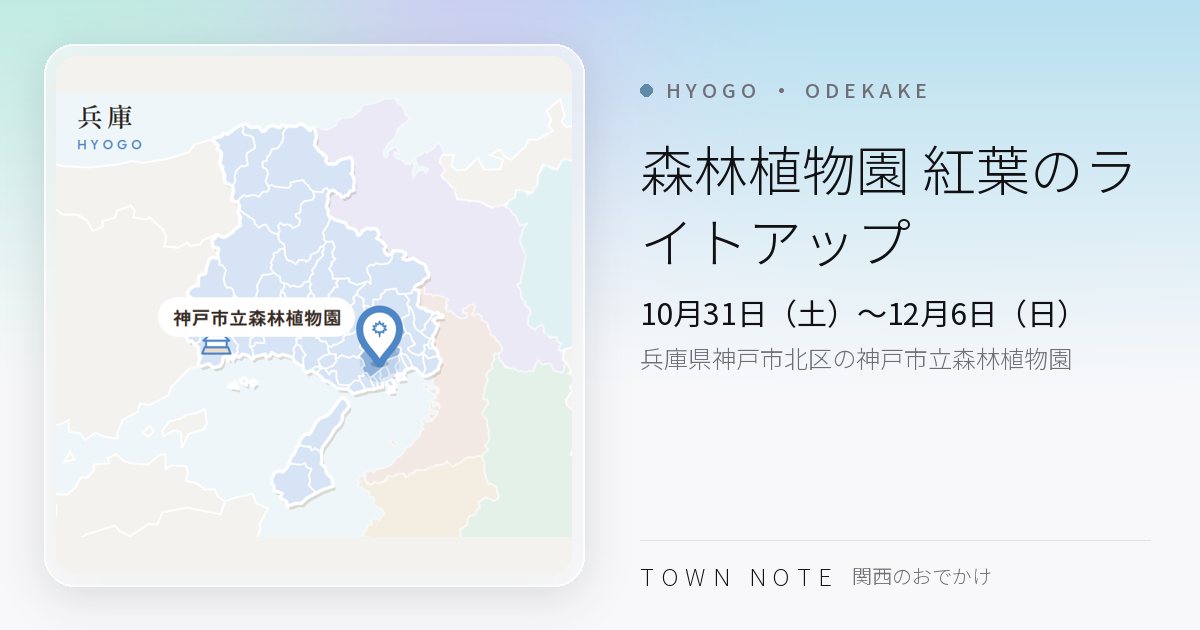 兵庫
HYOGO
神戸市立森林植物園
HYOGO • ODEKAKE
森林植物園 紅葉のラ
イトアップ
10月31日（土）〜12月6日（日）
兵庫県神戸市北区の神戸市立森林植物園
TOWN NOTE 関西のおでかけ